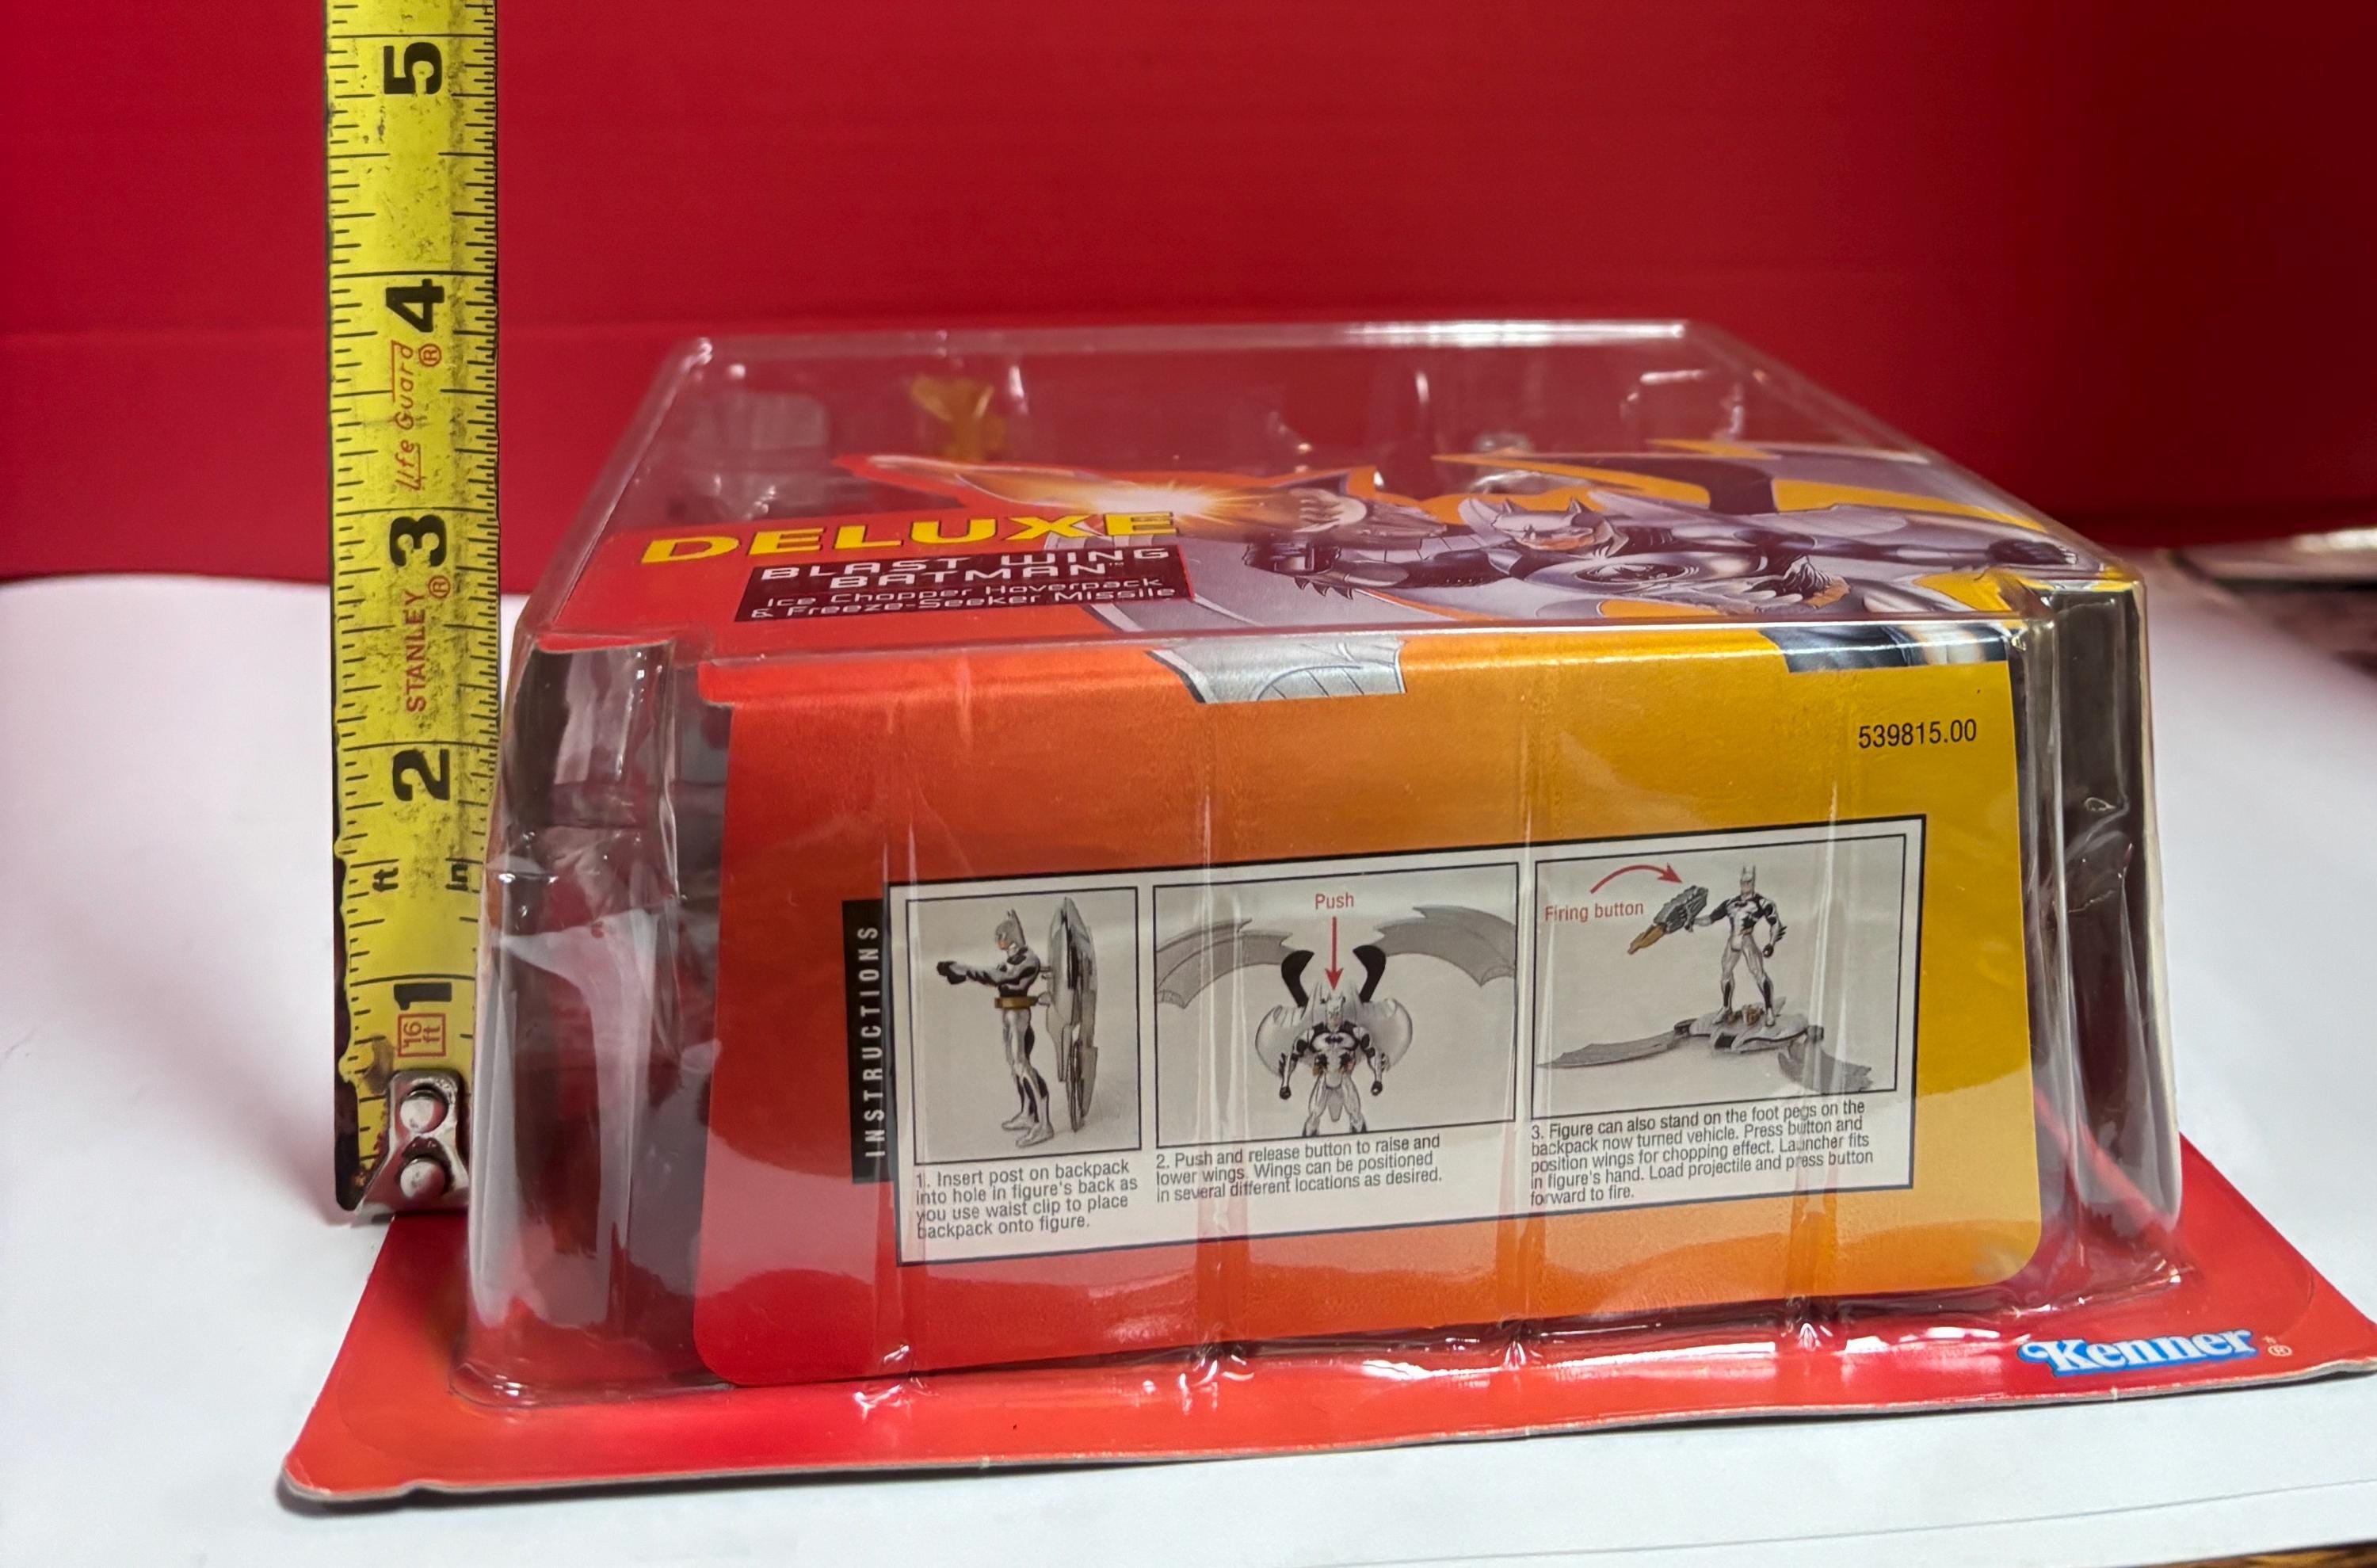 5
4
Life Guard®
3
STANLEY®
2
ft in
1
16
ft
DELUXE
BLAST WING
BATMAN™
Ice Chopper Hoverpack
& Freeze-Seeker Missile
539815.00
INSTRUCTIONS
Push
Firing button
1. Insert post on backpack
into hole in figure's back as
you use waist clip to place
backpack onto figure.
2. Push and release button to raise and
lower wings. Wings can be positioned
in several different locations as desired.
3. Figure can also stand on the foot pegs on the
backpack now turned vehicle. Press button and
position wings for chopping effect. Launcher fits
in figure's hand. Load projectile and press button
forward to fire.
Kenner®